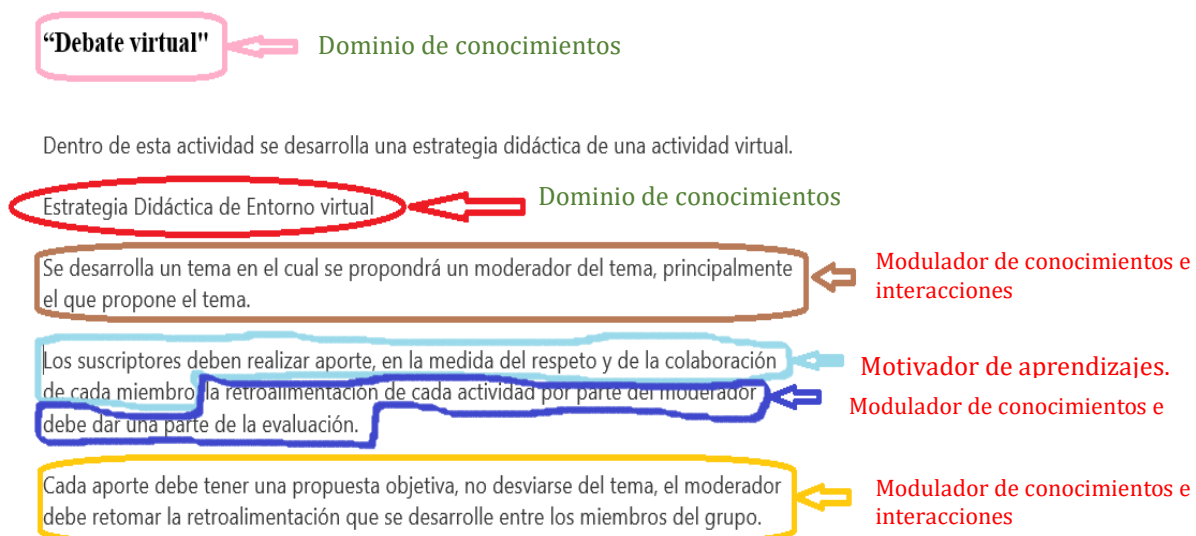 “Debate virtual"
Dominio de conocimientos
Dentro de esta actividad se desarrolla una estrategia didáctica de una actividad virtual.
Estrategia Didáctica de Entorno virtual
Dominio de conocimientos
Se desarrolla un tema en el cual se propondrá un moderador del tema, principalmente
el que propone el tema.
Modulador de conocimientos e
interacciones
Los suscriptores deben realizar aporte, en la medida del respeto y de la colaboración
de cada miembro, la retroalimentación de cada actividad por parte del moderador
debe dar una parte de la evaluación.
Motivador de aprendizajes.
Modulador de conocimientos e
Cada aporte debe tener una propuesta objetiva, no desviarse del tema, el moderador
debe retomar la retroalimentación que se desarrolle entre los miembros del grupo.
Modulador de conocimientos e
interacciones